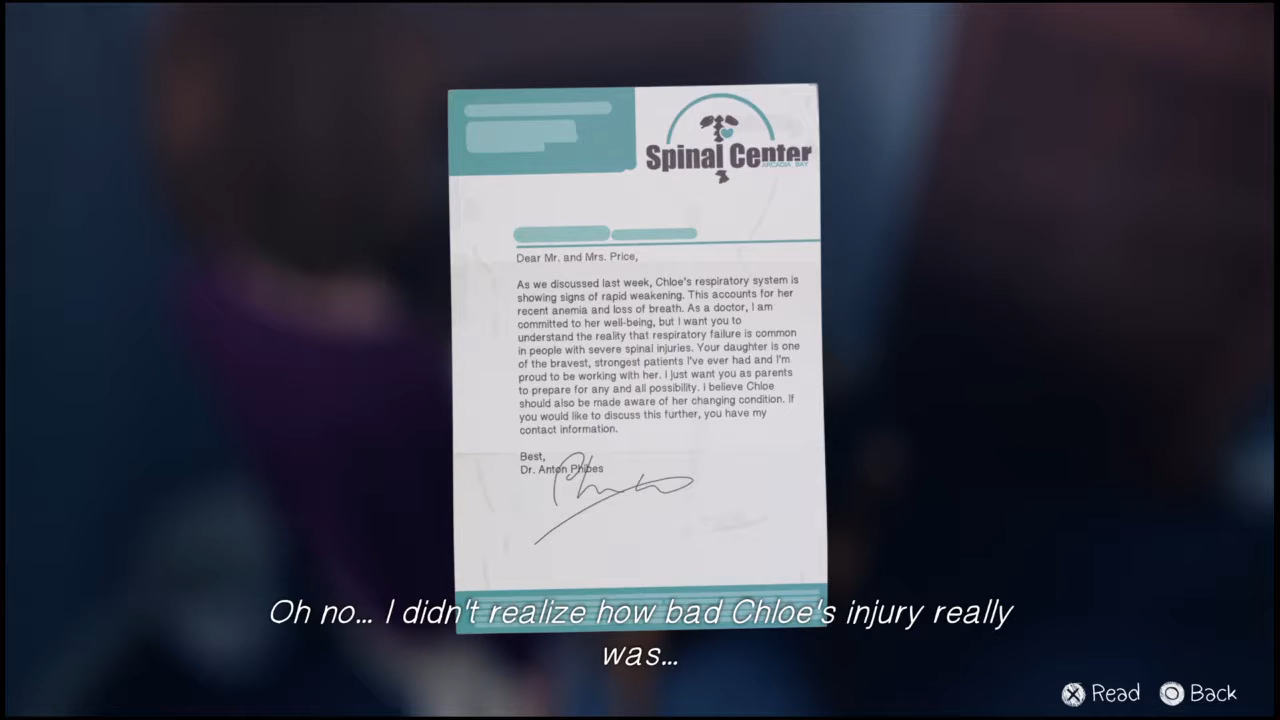 Spinal Center
ARCADIA BAY
Dear Mr. and Mrs. Price,
As we discussed last week, Chloe's respiratory system is
showing signs of rapid weakening. This accounts for her
recent anemia and loss of breath. As a doctor, I am
committed to her well-being, but I want you to
understand the reality that respiratory failure is common
in people with severe spinal injuries. Your daughter is one
of the bravest, strongest patients I've ever had and I'm
proud to be working with her. I just want you as parents
to prepare for any and all possibility. I believe Chloe
should also be made aware of her changing condition. If
you would like to discuss this further, you have my
contact information.
Best,
Dr. Anton Phibes
Oh no... I didn't realize how bad Chloe's injury really
was...
Read Back